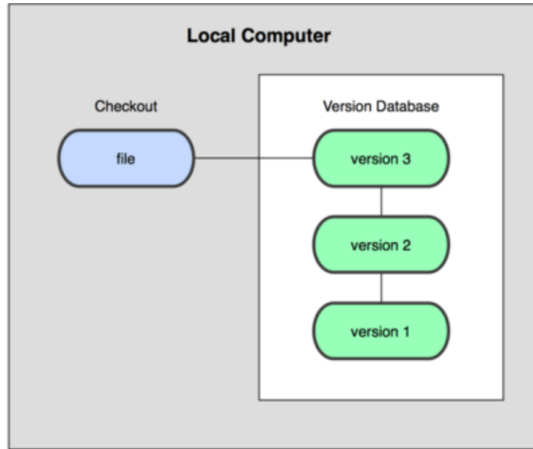 Local Computer
Checkout
Version Database
file
version 3
version 2
version 1